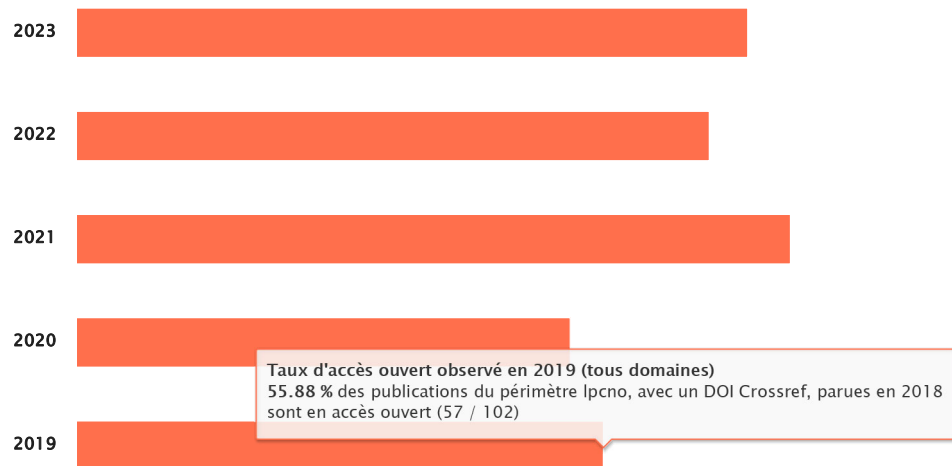 2023
2022
2021
2020
Taux d'accès ouvert observé en 2019 (tous domaines)
55.88 % des publications du périmètre lpcno, avec un DOI Crossref, parues en 2018
sont en accès ouvert (57 / 102)
2019